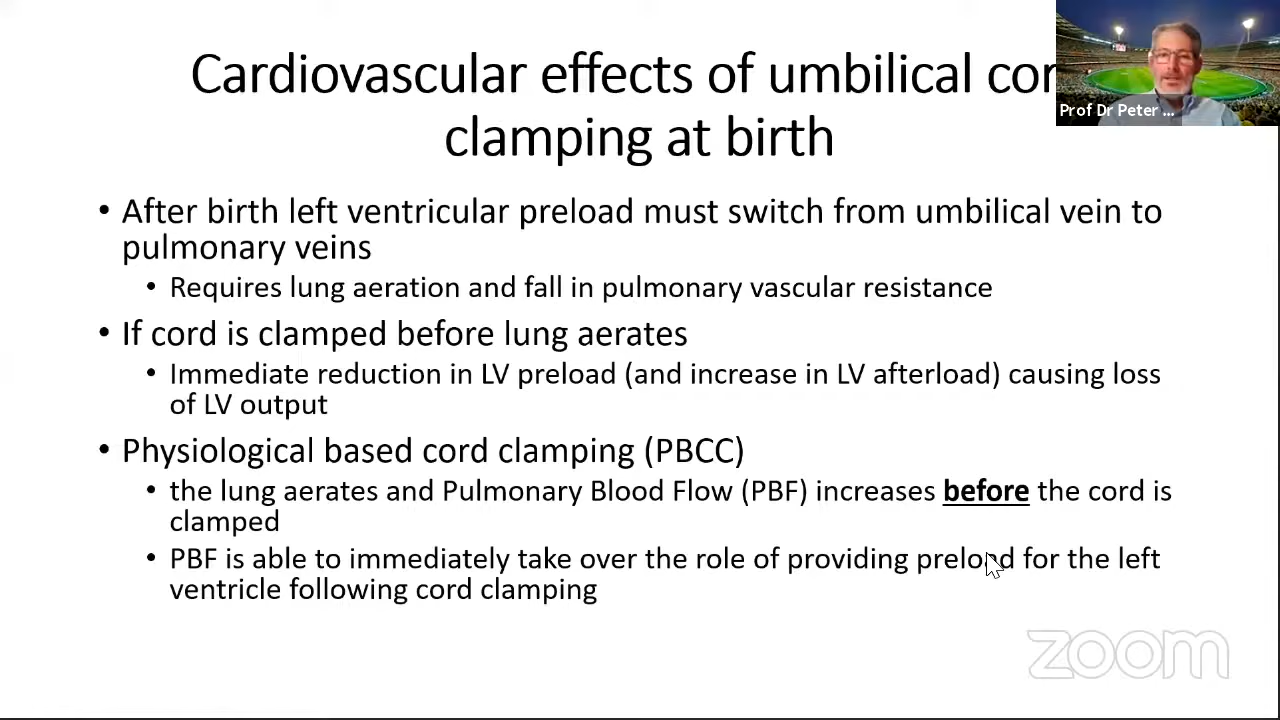 Cardiovascular effects of umbilical cor
clamping at birth
Prof Dr Peter ...
• After birth left ventricular preload must switch from umbilical vein to
pulmonary veins
• Requires lung aeration and fall in pulmonary vascular resistance
• If cord is clamped before lung aerates
• Immediate reduction in LV preload (and increase in LV afterload) causing loss
of LV output
• Physiological based cord clamping (PBCC)
• the lung aerates and Pulmonary Blood Flow (PBF) increases before the cord is
clamped
• PBF is able to immediately take over the role of providing preload for the left
ventricle following cord clamping
zoom